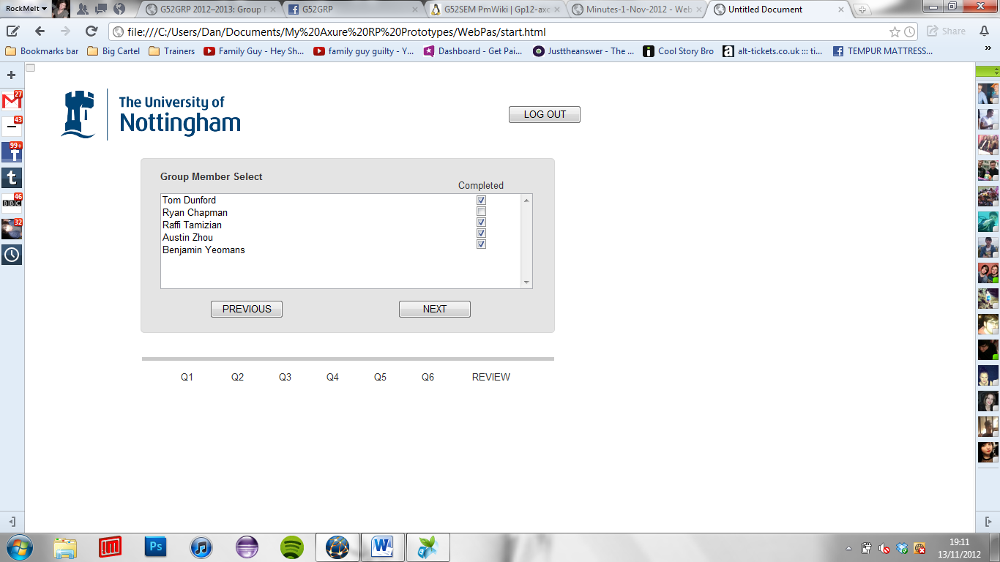 RockMelt
G52GRP 2012–2013: Group P
G52GRP
G52SEM PmWiki | Gp12-axc
Minutes-1-Nov-2012 - Web
Untitled Document
file:///C:/Users/Dan/Documents/My%20Axure%20RP%20Prototypes/WebPas/start.html
Share
Bookmarks bar
Big Cartel
Trainers
Family Guy - Hey Sh...
family guy guilty - Y...
Dashboard - Get Pai...
Justtheanswer - The ...
Cool Story Bro
alt-tickets.co.uk ::: ti...
TEMPUR MATTRESS...
27
43
99+
BBC
46
32
The University of
Nottingham
LOG OUT
Group Member Select
Completed
Tom Dunford
Ryan Chapman
Raffi Tamizian
Austin Zhou
Benjamin Yeomans
PREVIOUS
NEXT
Q1 Q2 Q3 Q4 Q5 Q6 REVIEW
Ps
19:11
13/11/2012